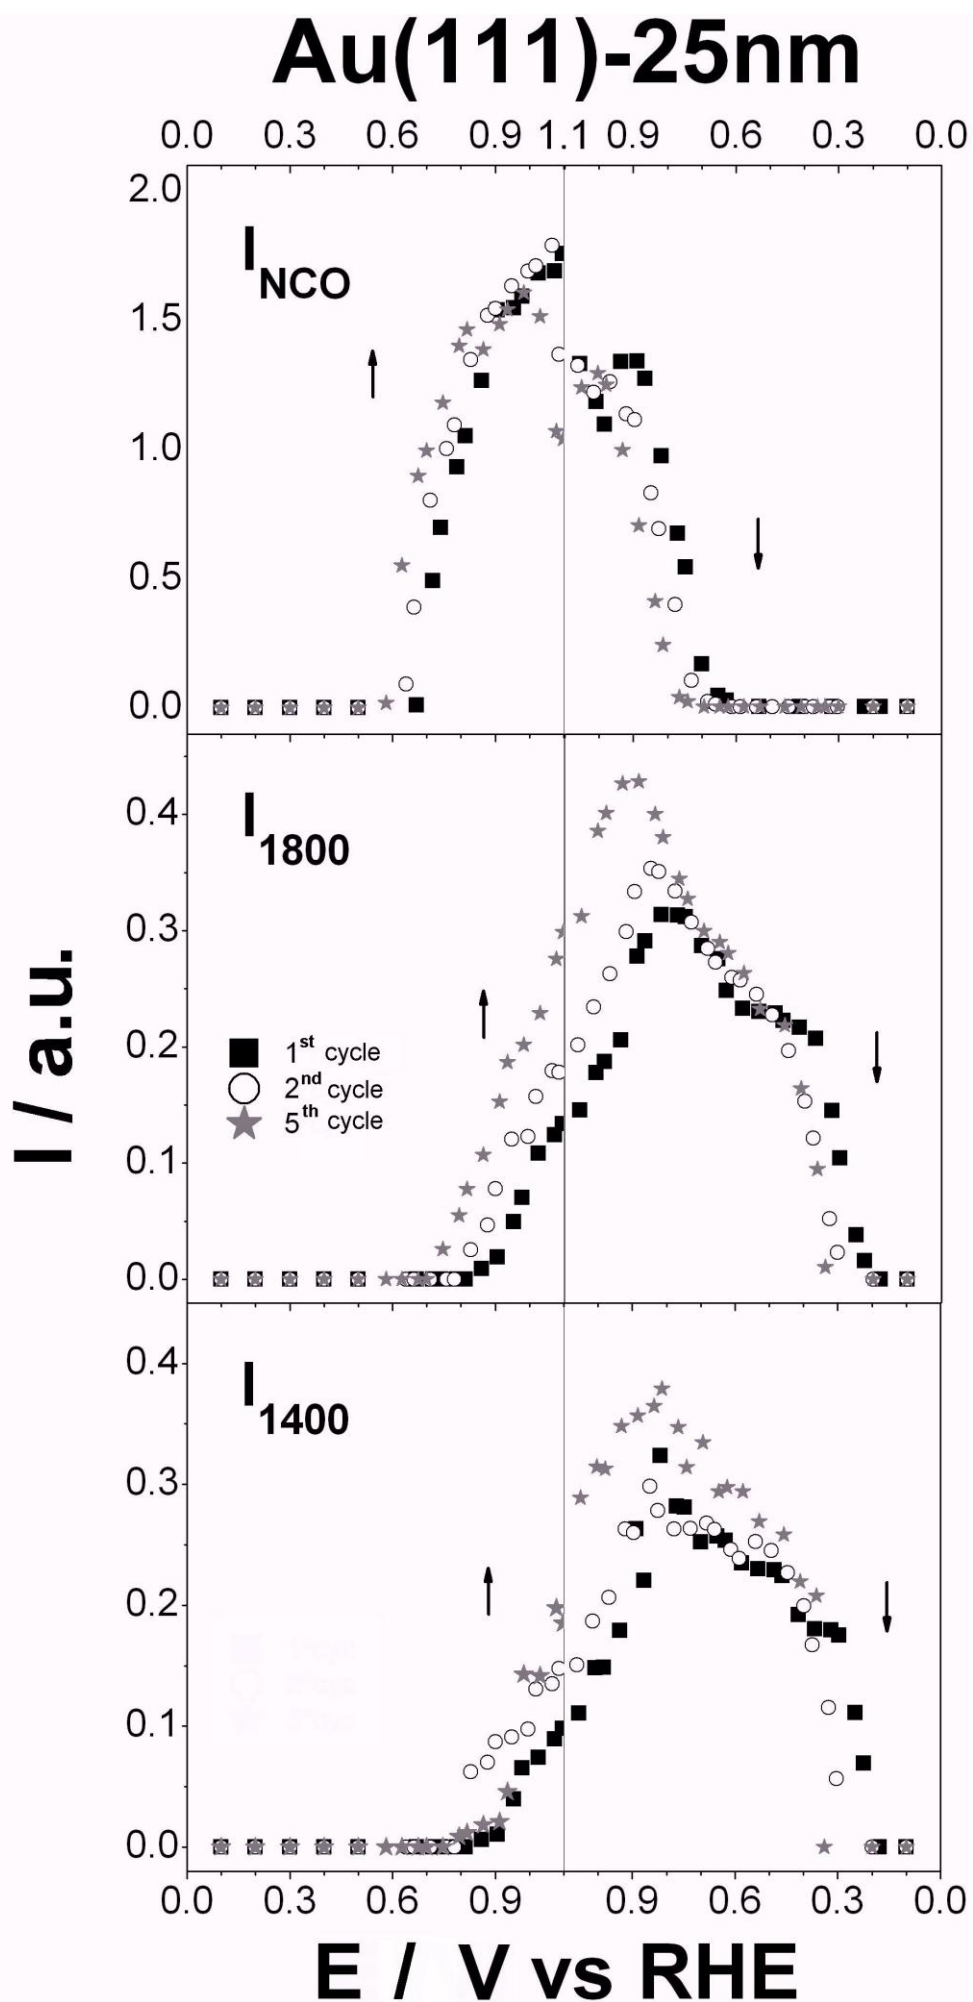 Au(111)-25nm
0.0 0.3 0.6 0.9 1.1 0.9 0.6 0.3 0.0
2.0
I NCO
1.5
1.0
0.5
0.0
I 1800
0.4
0.3
0.2
1st cycle
2nd cycle
5th cycle
0.1
0.0
I / a.u.
I 1400
0.4
0.3
0.2
0.1
0.0
0.0 0.3 0.6 0.9 0.9 0.6 0.3 0.0
E / V vs RHE